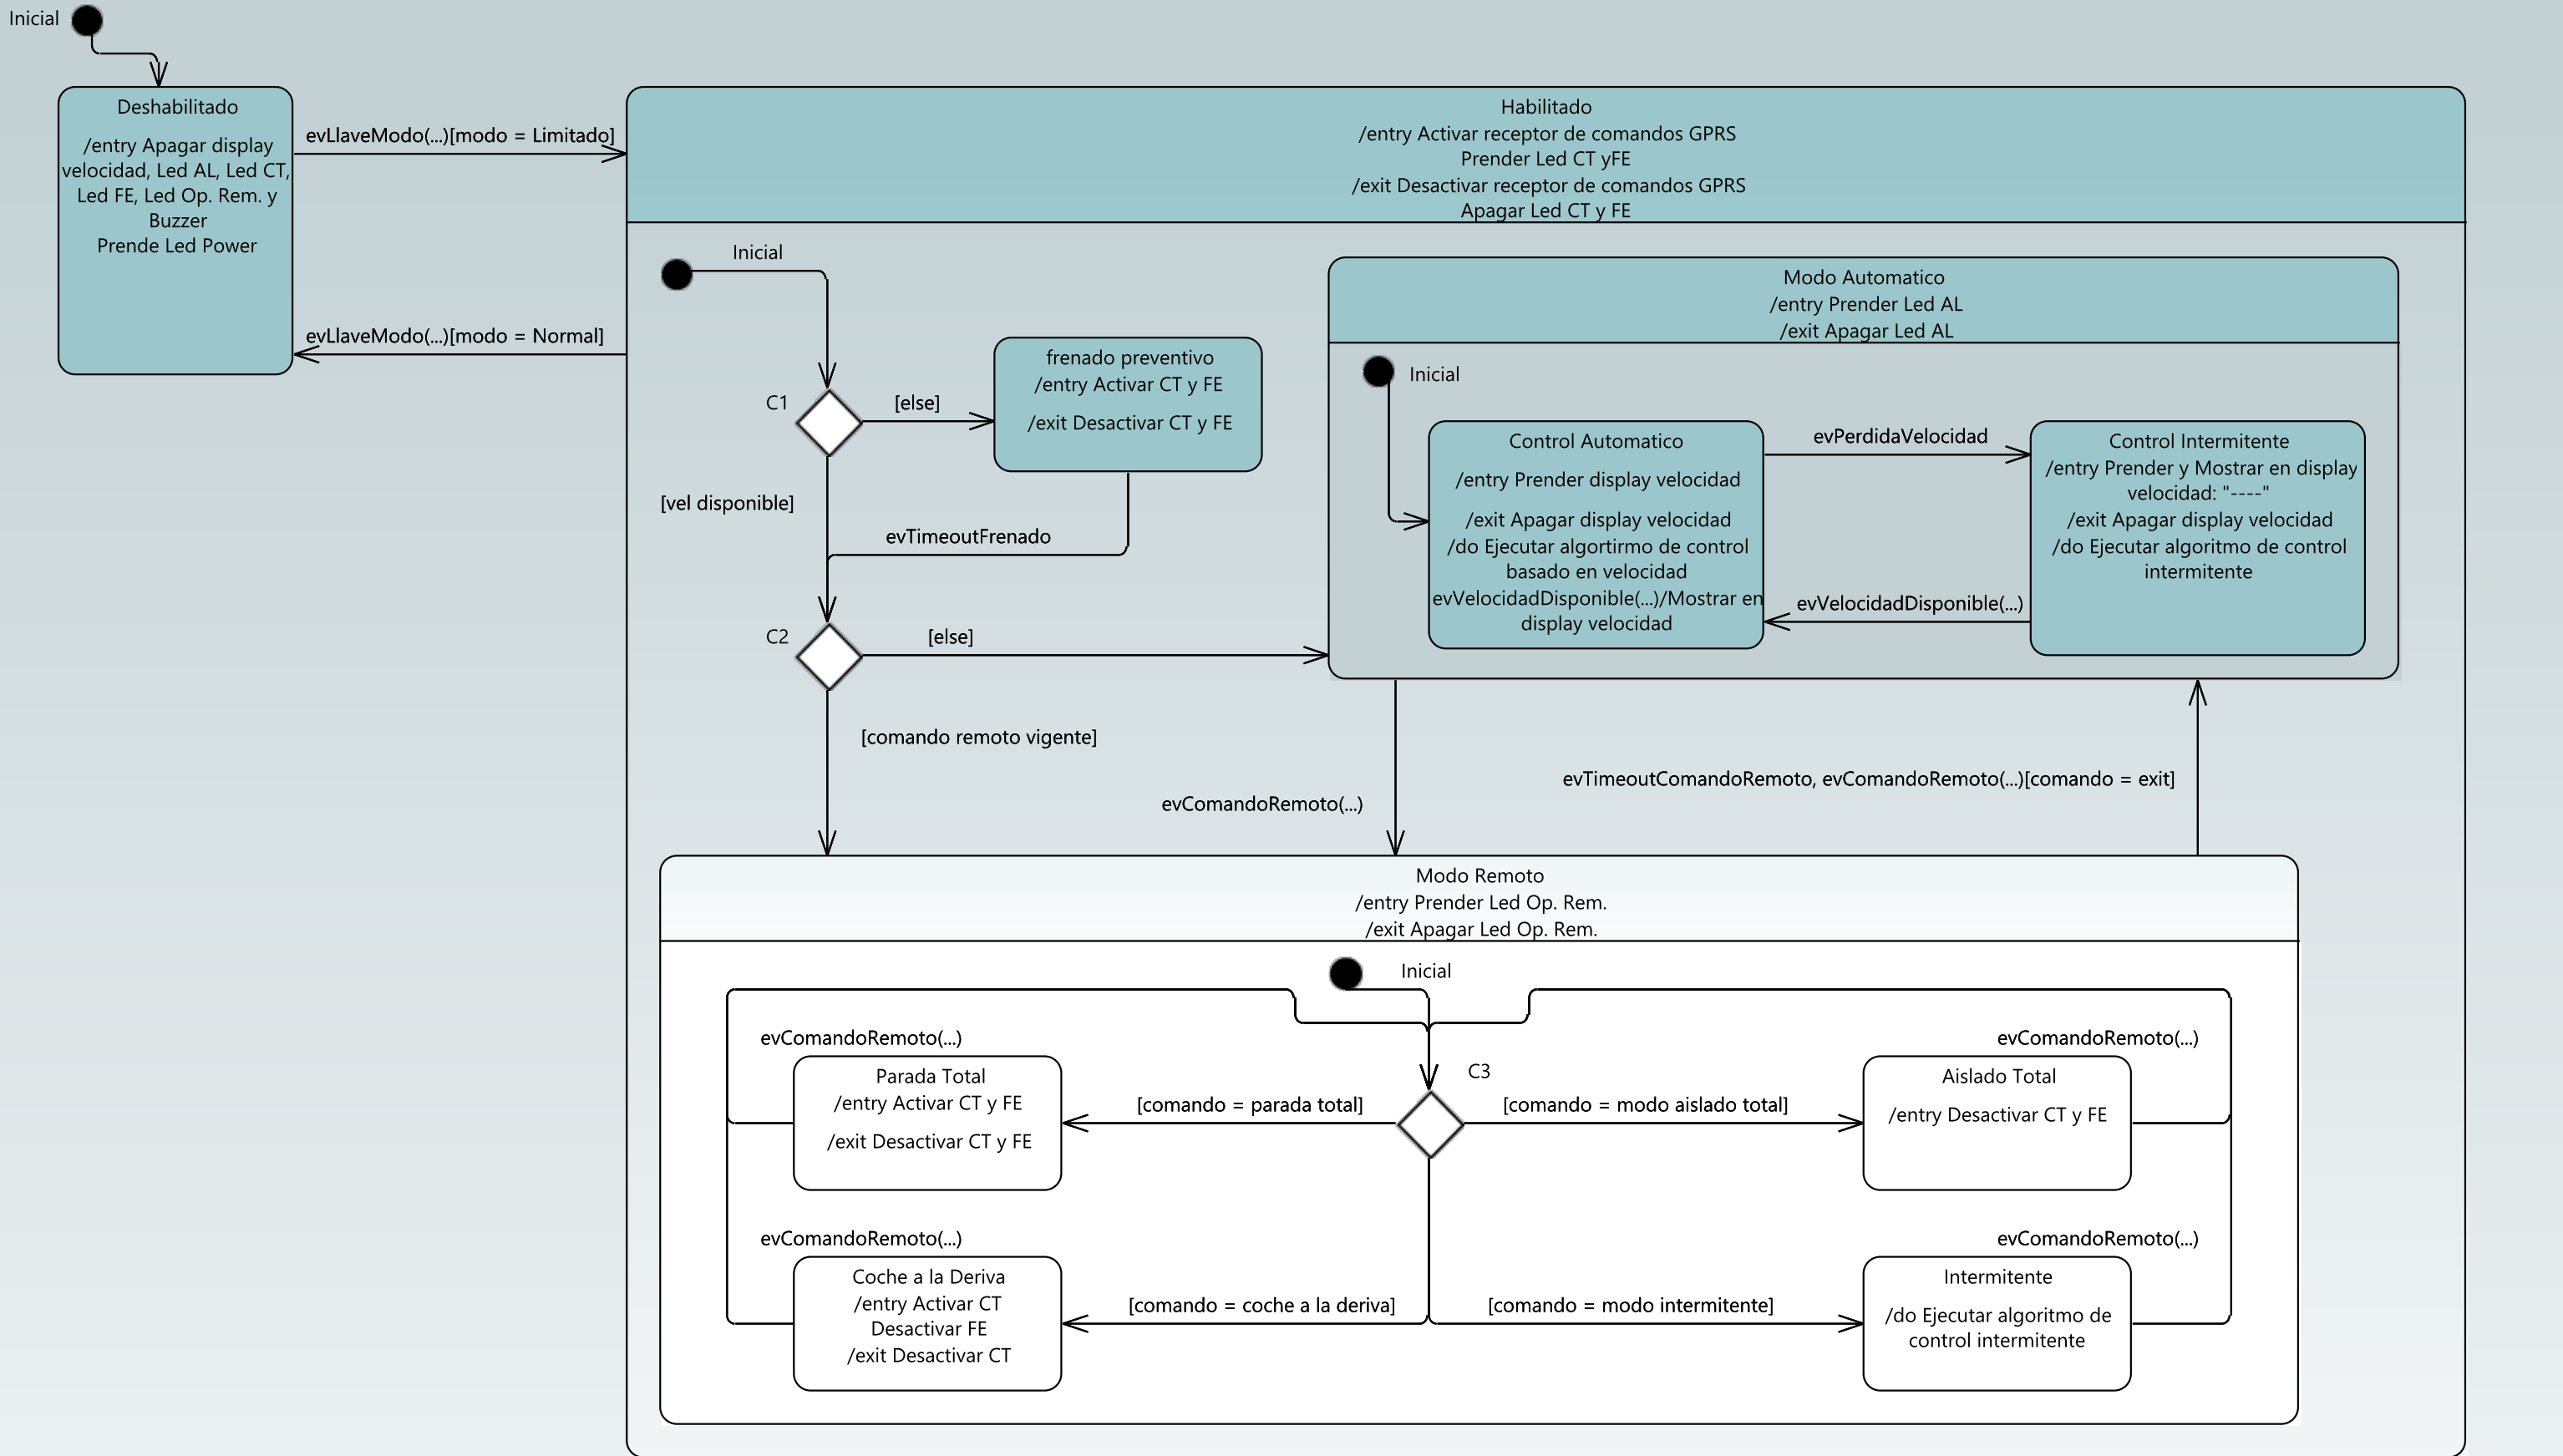 Inicial
Deshabilitado
/entry Apagar display
velocidad, Led AL, Led CT,
Led FE, Led Op. Rem. y
Buzzer
Prende Led Power
evLlaveModo(...)[modo = Limitado]
evLlaveModo(...)[modo = Normal]
Habilitado
/entry Activar receptor de comandos GPRS
Prender Led CT yFE
/exit Desactivar receptor de comandos GPRS
Apagar Led CT y FE
Inicial
C1
[else]
frenado preventivo
/entry Activar CT y FE
/exit Desactivar CT y FE
[vel disponible]
evTimeoutFrenado
C2
[else]
[comando remoto vigente]
Modo Automatico
/entry Prender Led AL
/exit Apagar Led AL
Inicial
Control Automatico
/entry Prender display velocidad
/exit Apagar display velocidad
/do Ejecutar algortirmo de control
basado en velocidad
evVelocidadDisponible(...)/Mostrar en
display velocidad
evPerdidaVelocidad
evVelocidadDisponible(...)
Control Intermitente
/entry Prender y Mostrar en display
velocidad: "----"
/exit Apagar display velocidad
/do Ejecutar algoritmo de control
intermitente
evComandoRemoto(...)
evTimeoutComandoRemoto, evComandoRemoto(...)[comando = exit]
Modo Remoto
/entry Prender Led Op. Rem.
/exit Apagar Led Op. Rem.
Inicial
C3
evComandoRemoto(...)
Parada Total
/entry Activar CT y FE
/exit Desactivar CT y FE
[comando = parada total]
[comando = modo aislado total]
evComandoRemoto(...)
Aislado Total
/entry Desactivar CT y FE
evComandoRemoto(...)
Coche a la Deriva
/entry Activar CT
Desactivar FE
/exit Desactivar CT
[comando = coche a la deriva]
[comando = modo intermitente]
evComandoRemoto(...)
Intermitente
/do Ejecutar algoritmo de
control intermitente